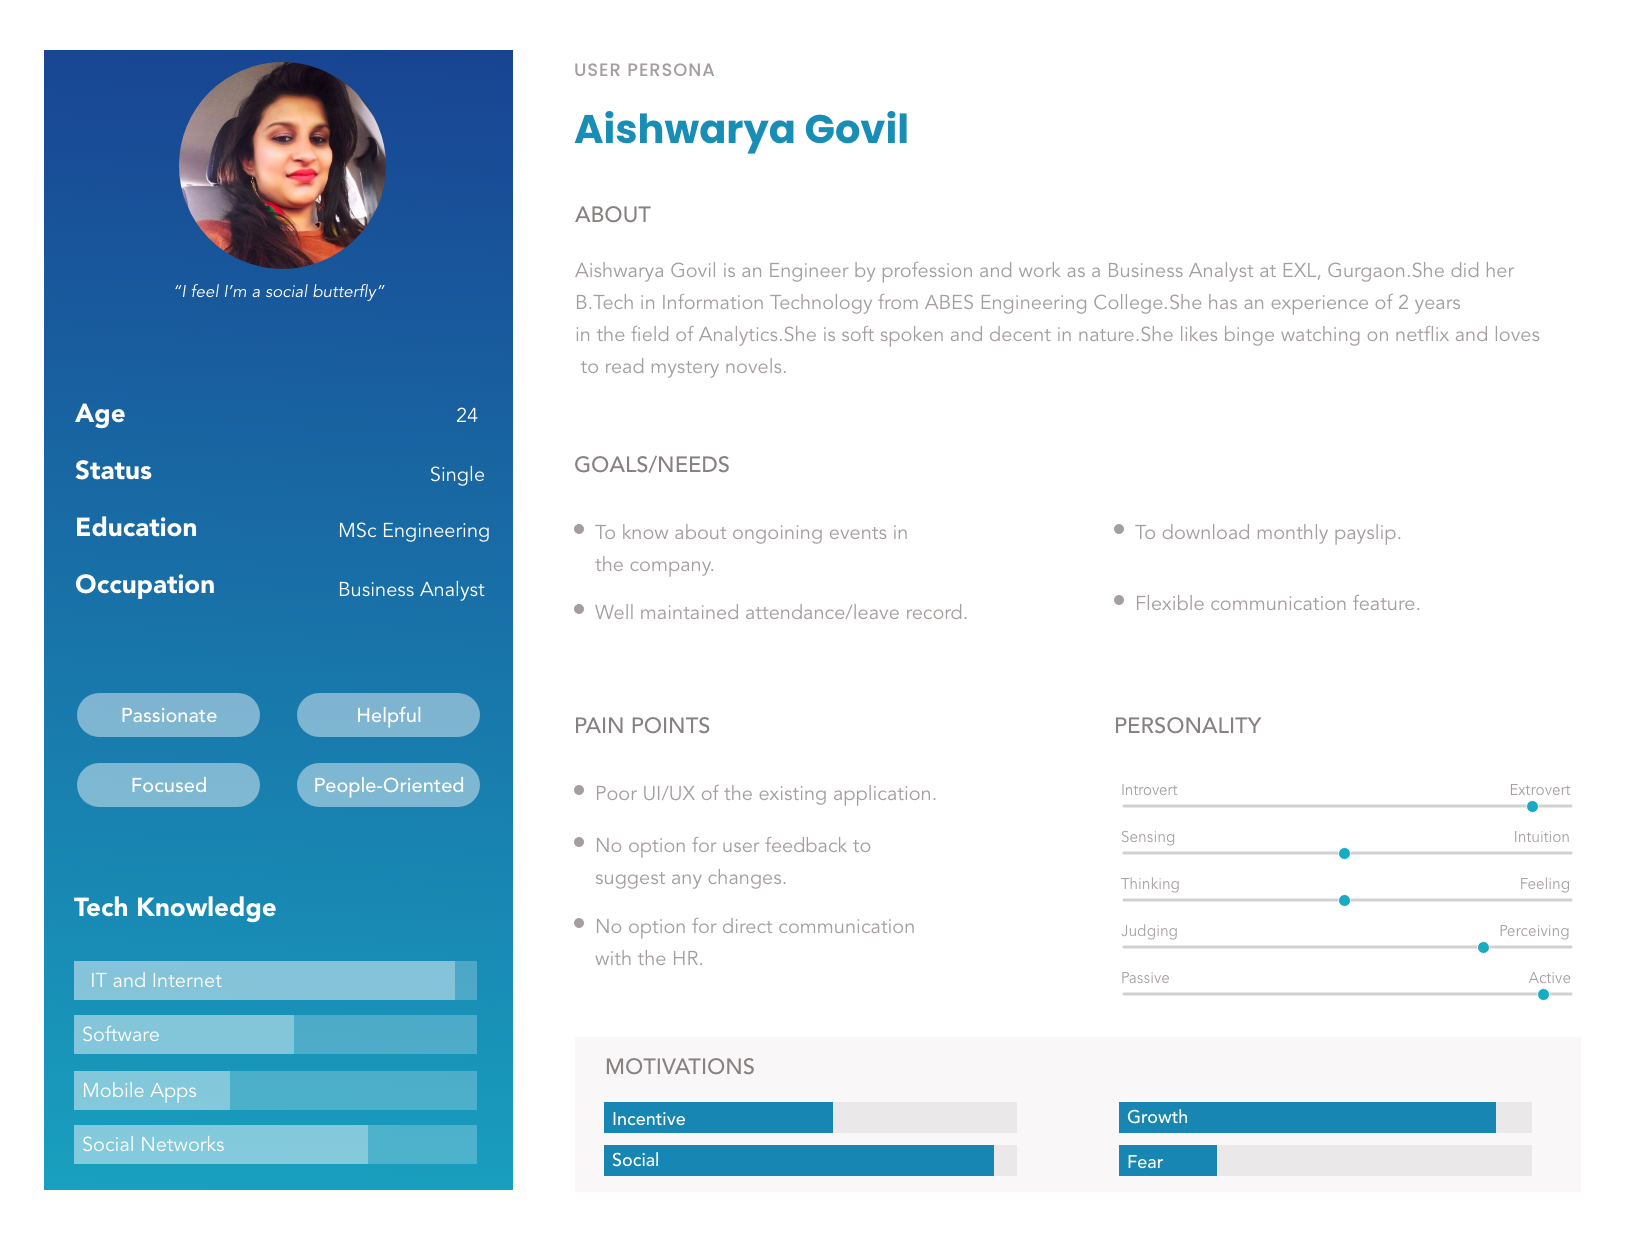 “I feel I’m a social butterfly”
Age 24
Status Single
Education MSc Engineering
Occupation Business Analyst
Passionate Helpful
Focused People-Oriented
Tech Knowledge
IT and Internet
Software
Mobile Apps
Social Networks
USER PERSONA
Aishwarya Govil
ABOUT
Aishwarya Govil is an Engineer by profession and work as a Business Analyst at EXL, Gurgaon.She did her
B.Tech in Information Technology from ABES Engineering College.She has an experience of 2 years
in the field of Analytics.She is soft spoken and decent in nature.She likes binge watching on netflix and loves
to read mystery novels.
GOALS/NEEDS
To know about ongoining events in
the company.
Well maintained attendance/leave record.
To download monthly payslip.
Flexible communication feature.
PAIN POINTS
Poor UI/UX of the existing application.
No option for user feedback to
suggest any changes.
No option for direct communication
with the HR.
PERSONALITY
Introvert Extrovert
Sensing Intuition
Thinking Feeling
Judging Perceiving
Passive Active
MOTIVATIONS
Incentive
Social
Growth
Fear